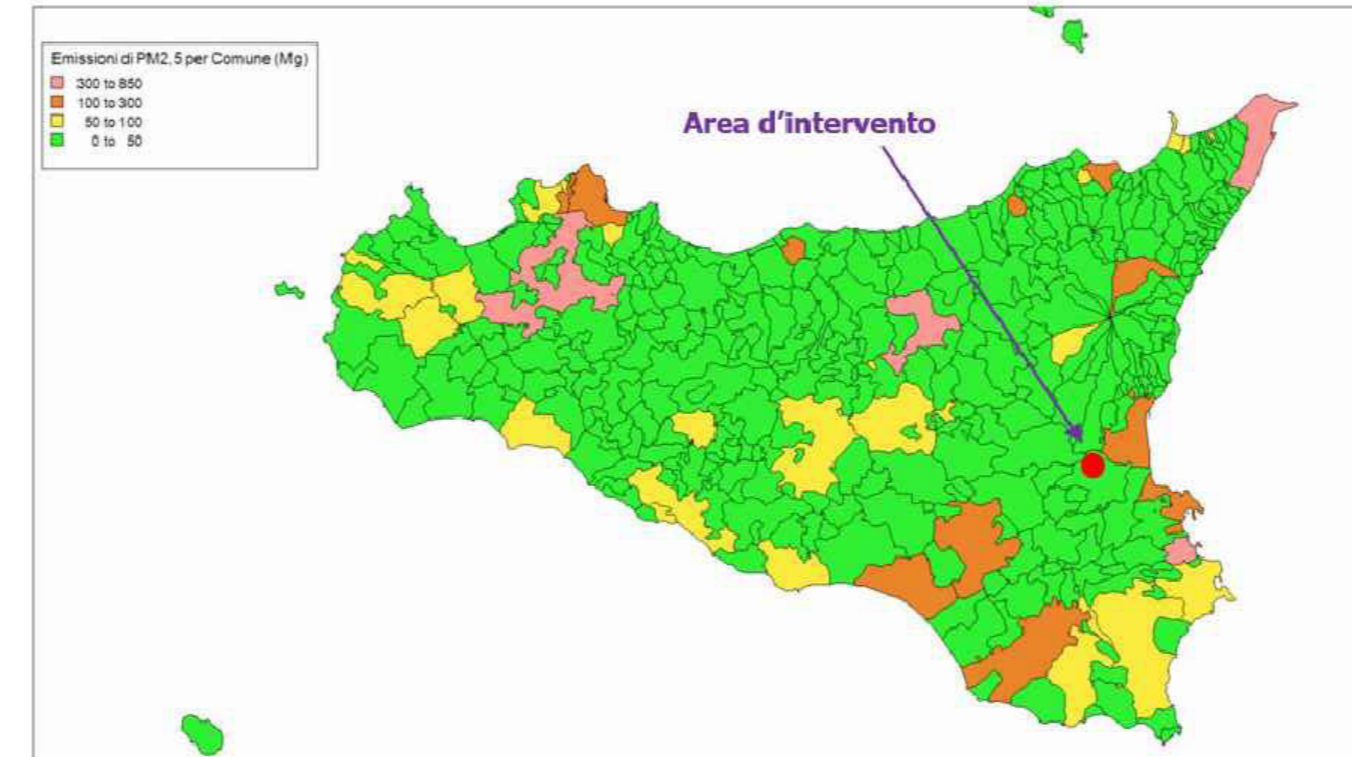 Emissioni di PM2,5 per Comune (Mg)
300 to 850
100 to 300
50 to 100
0 to 50
Area d'intervento